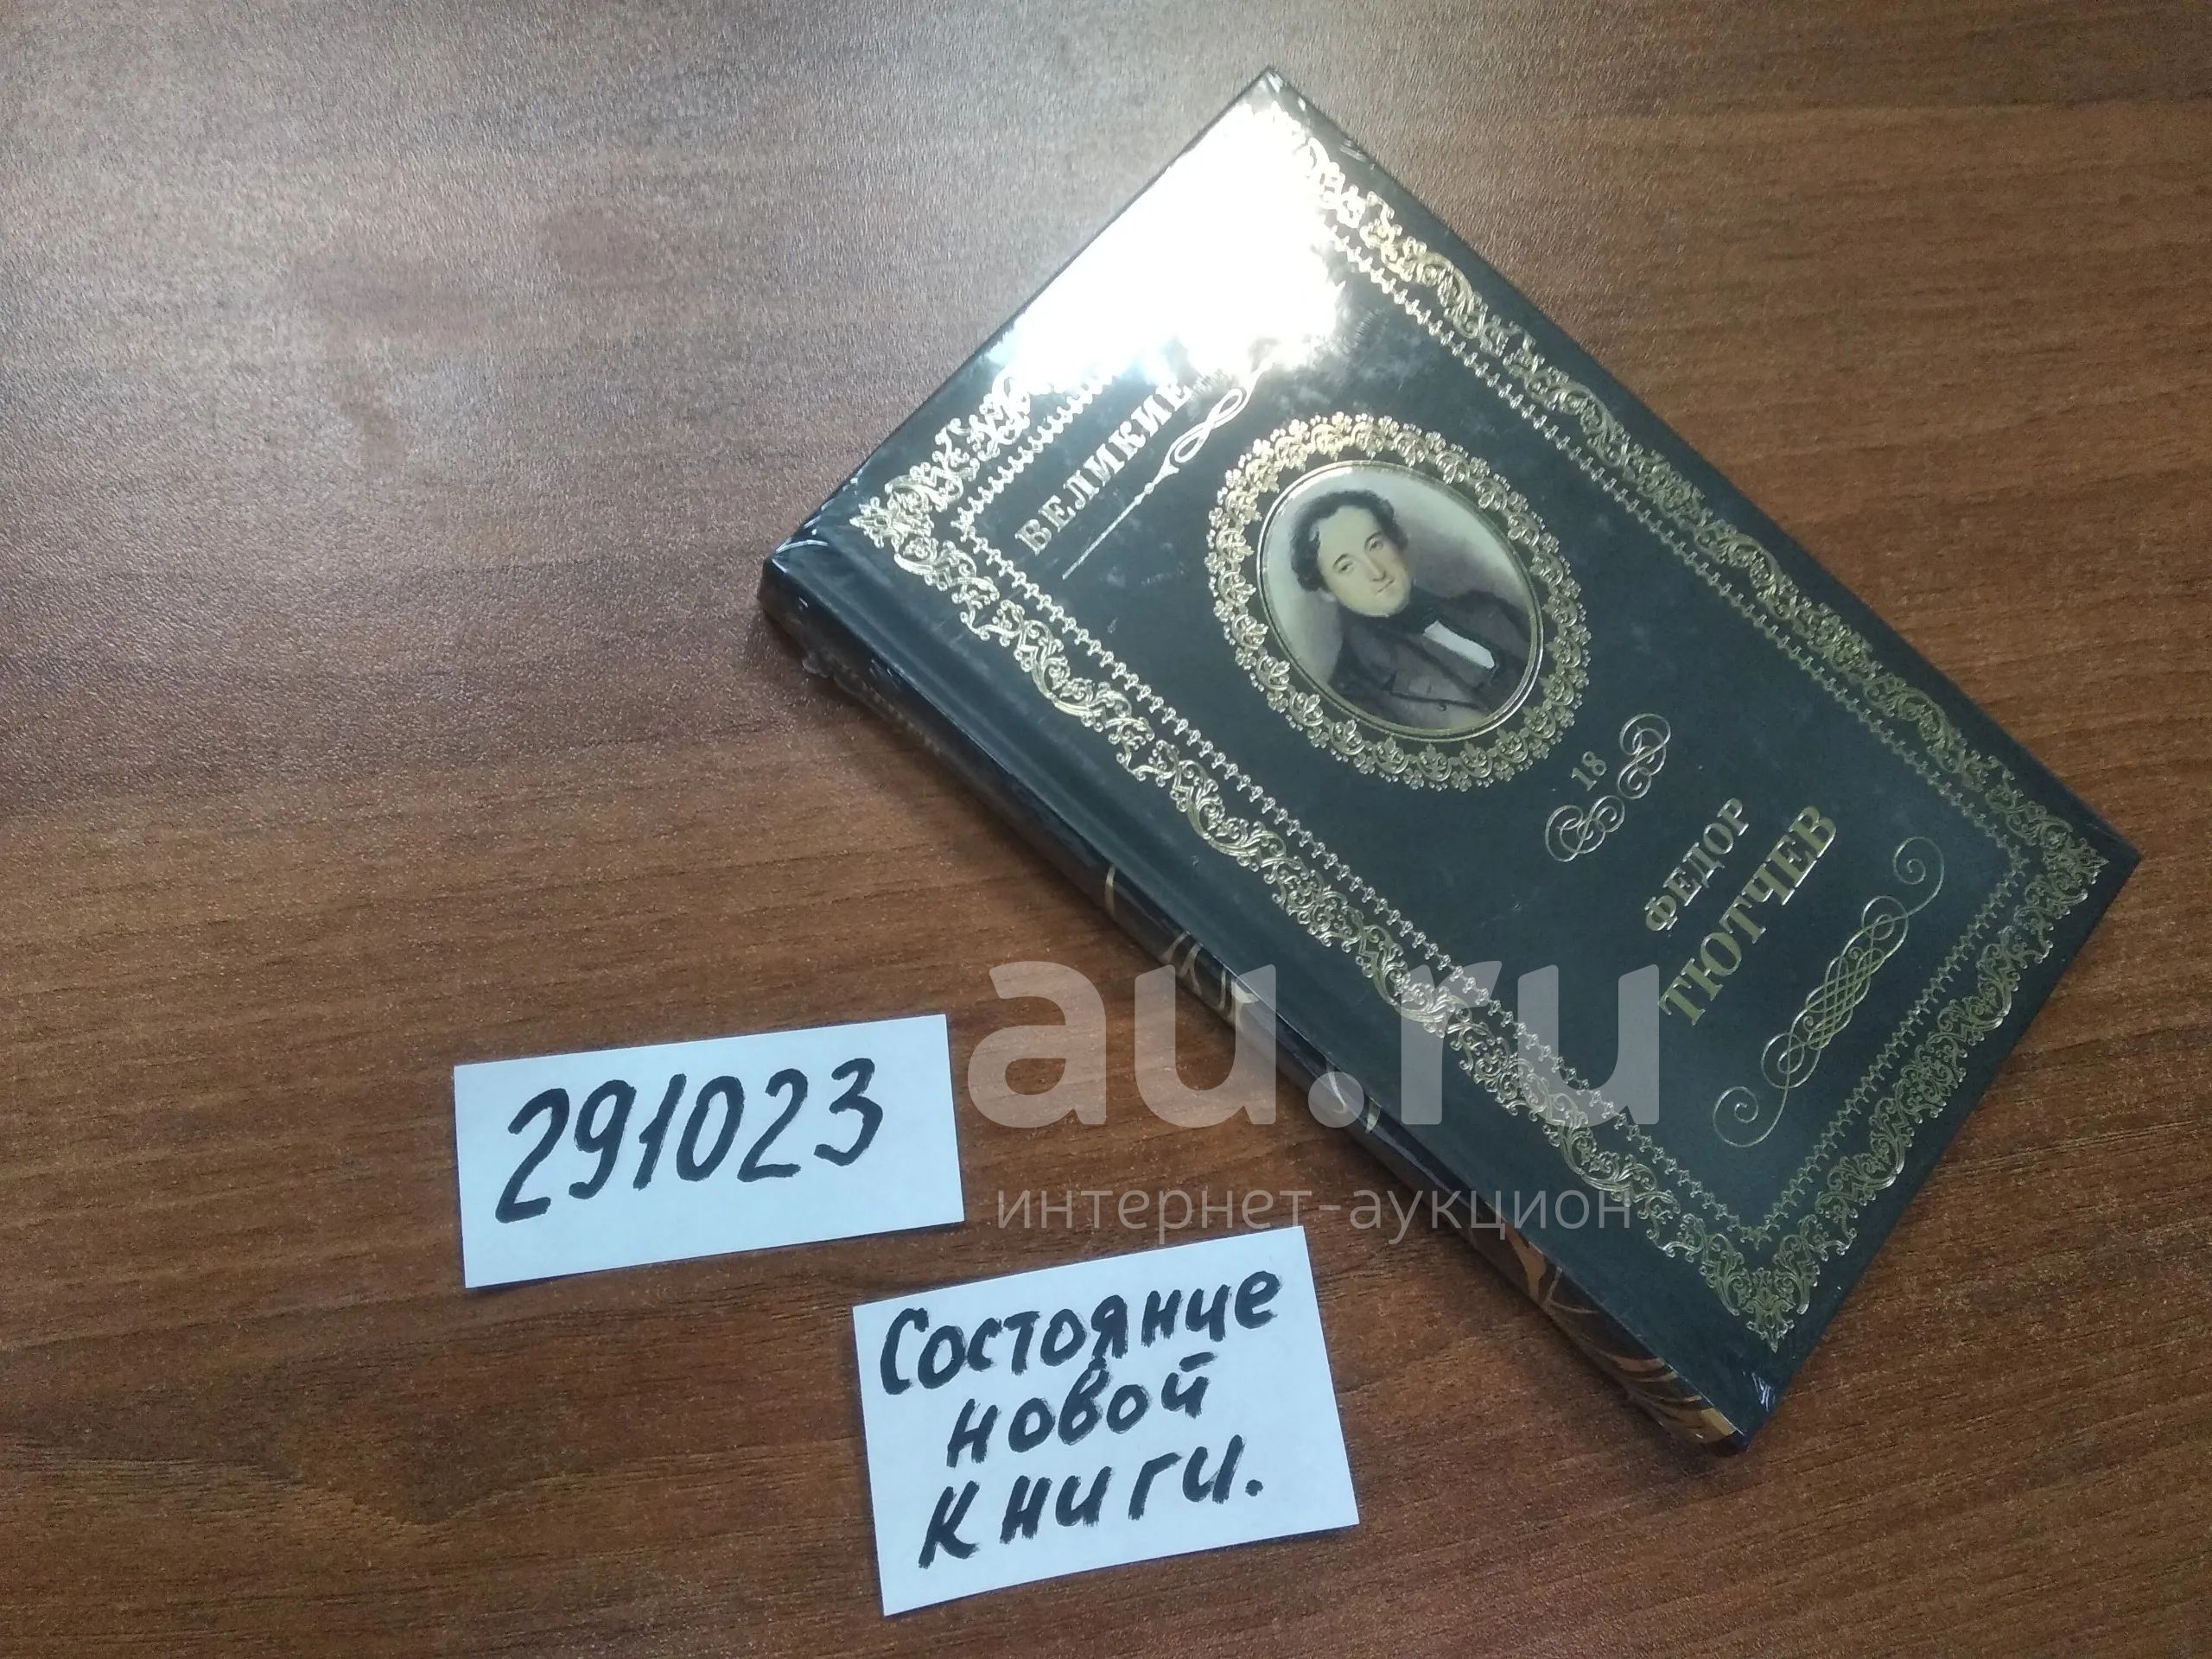 ВЕЛИКИЕ
18
ФЕДОР
ТЮТЧЕВ
au.ru
интернет-аукцион
291023
Состояние
новой
книги.